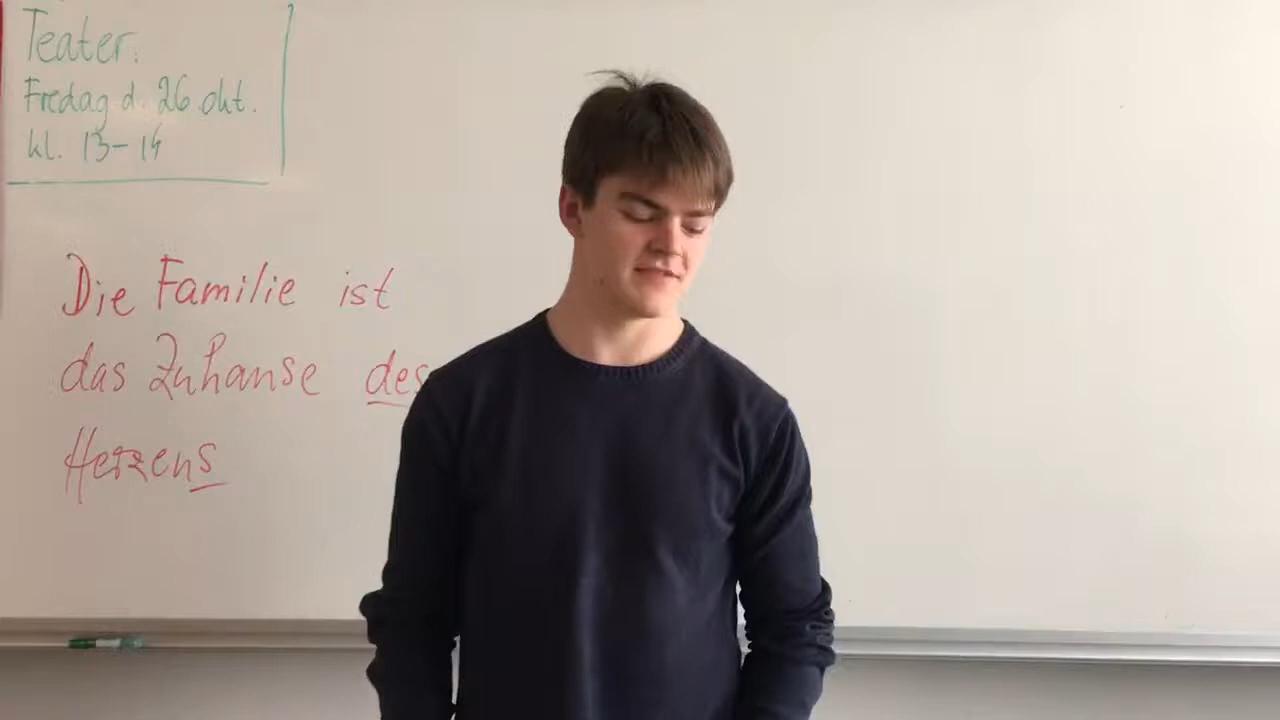 Teater:
Fredag d. 26 okt.
kl. 13-14
Die Familie ist
das Zuhause des
Herzens